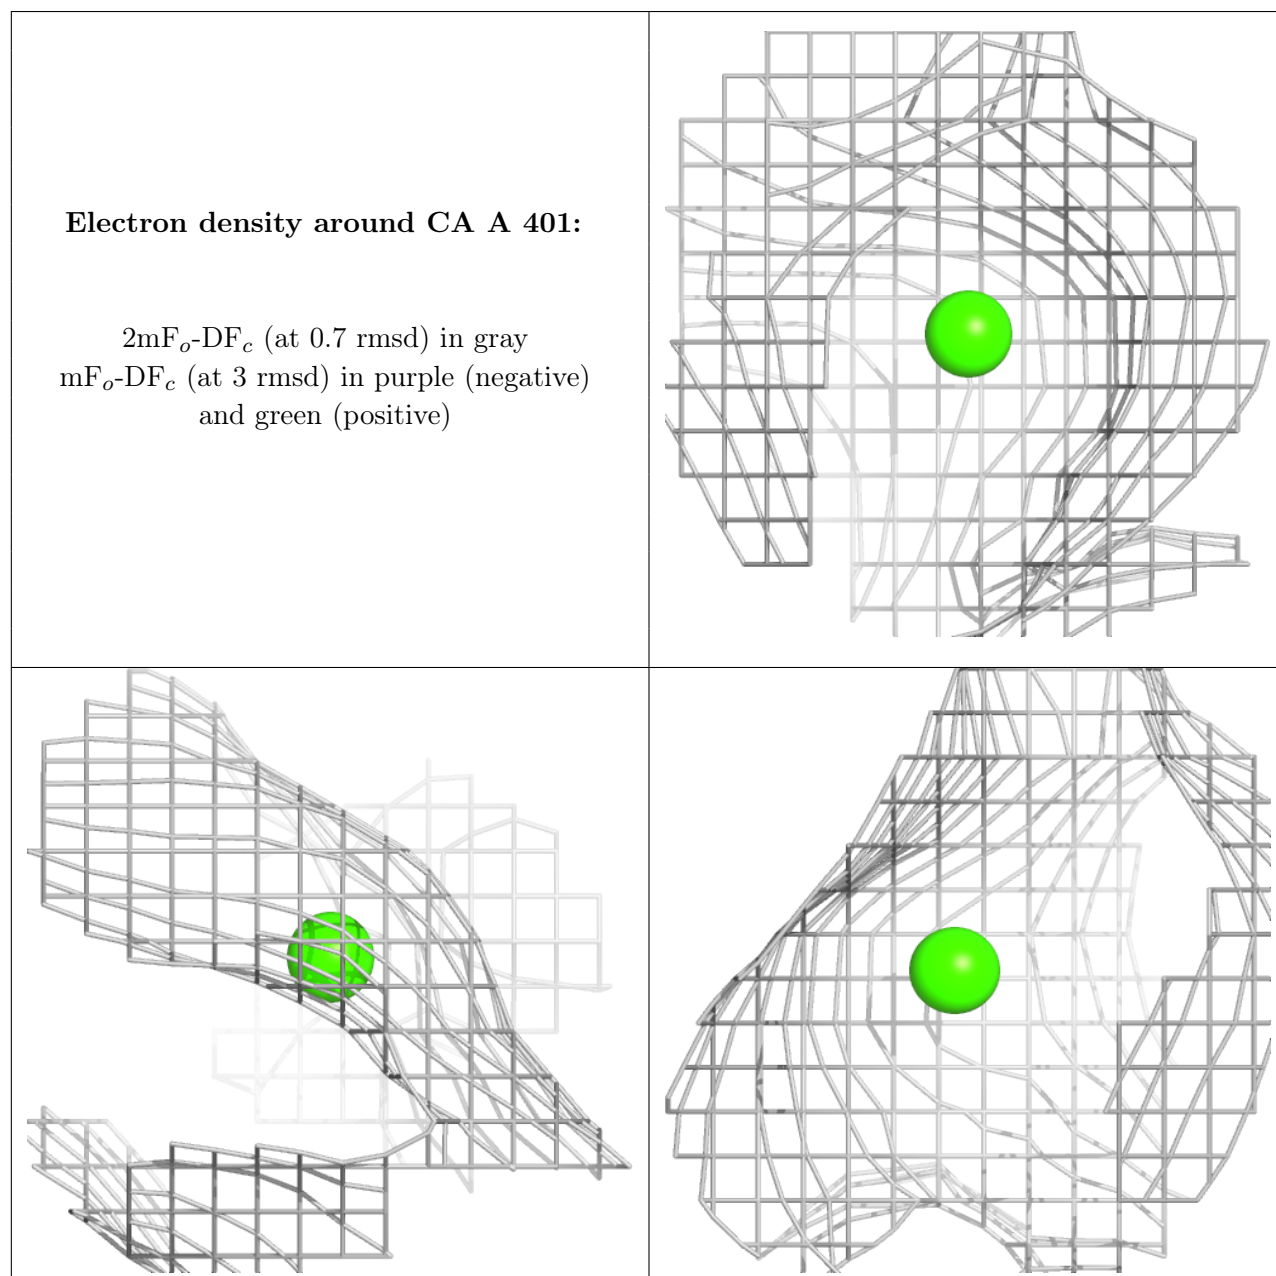 Electron density around CA A 401:
2mFo-DFc (at 0.7 rmsd) in gray
mFo-DFc (at 3 rmsd) in purple (negative)
and green (positive)